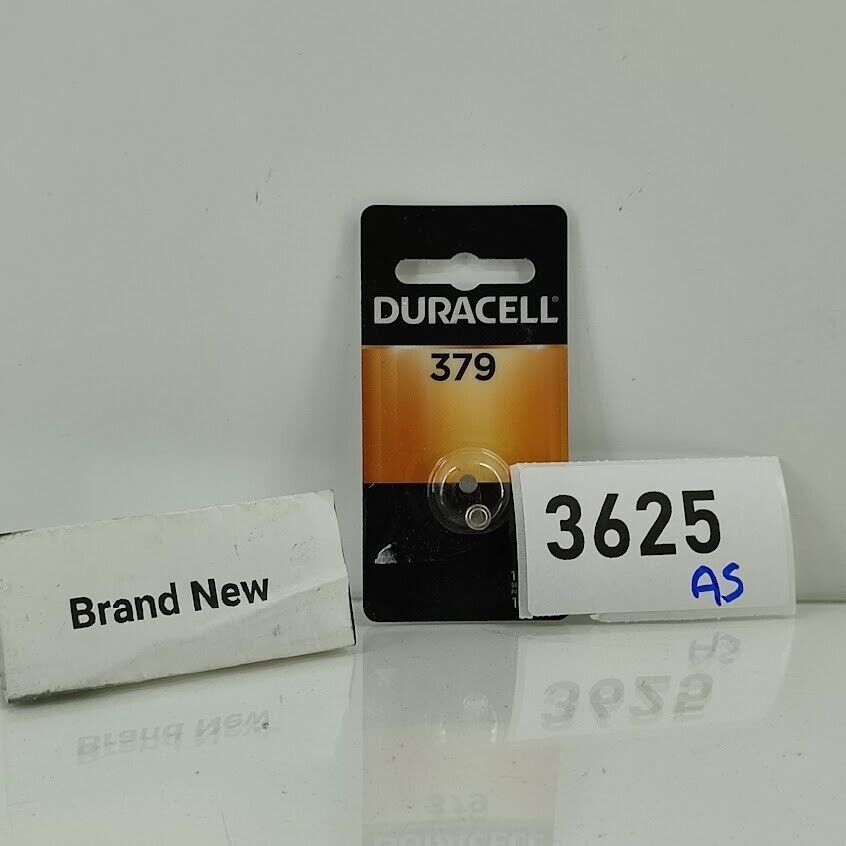 DURACELL®
379
3625
AS
Brand New